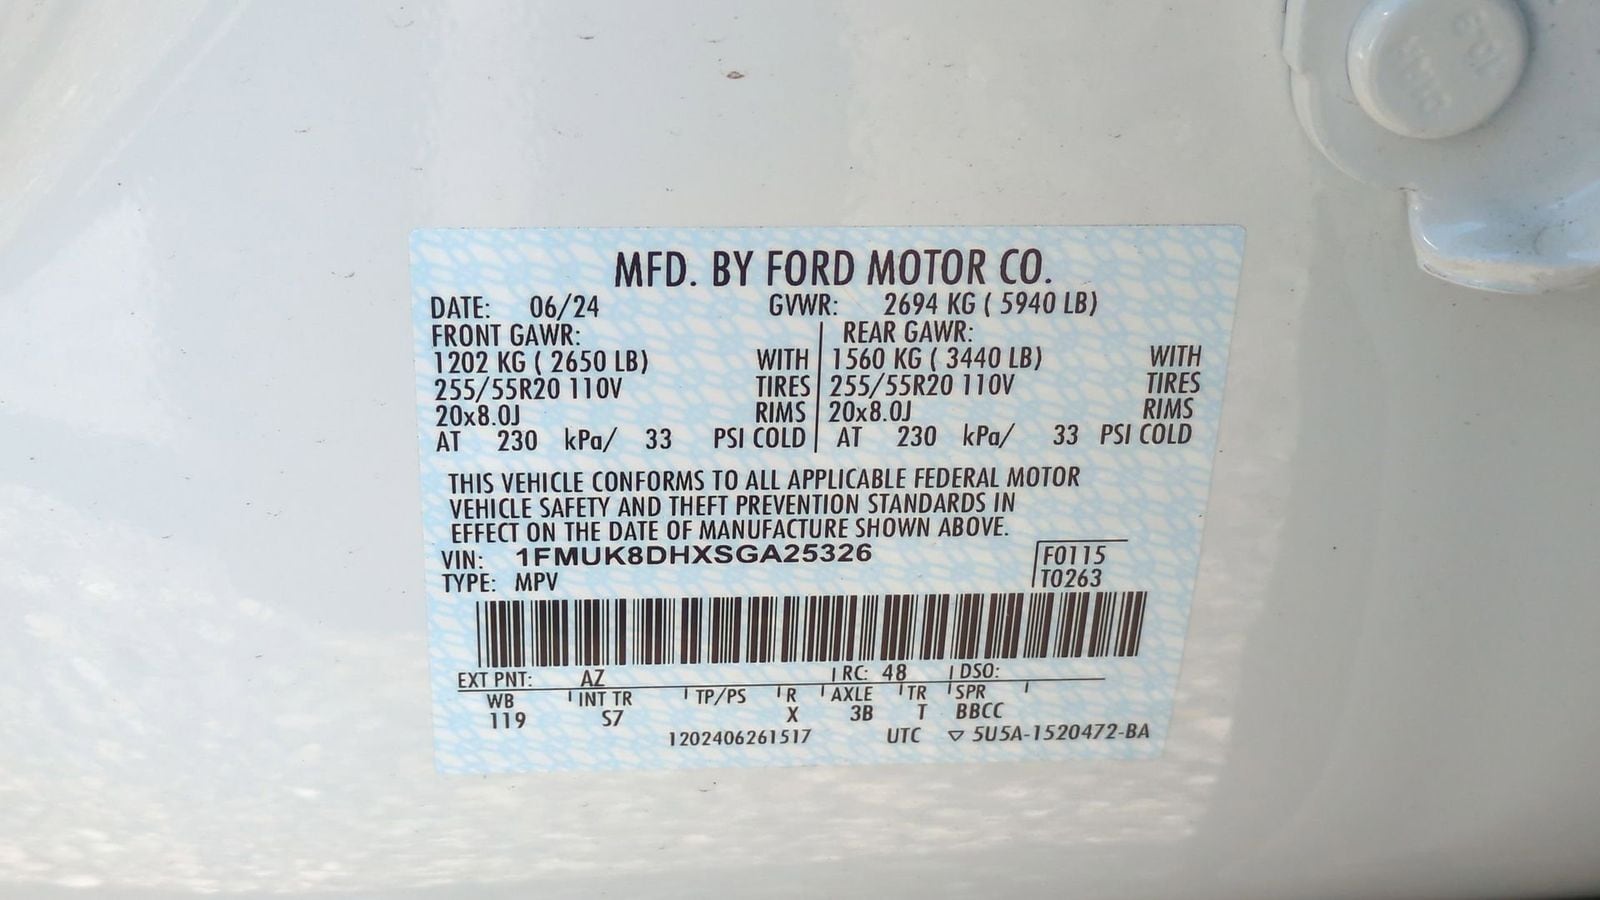 MFD. BY FORD MOTOR CO.
DATE: 06/24 GVWR: 2694 KG ( 5940 LB)
FRONT GAWR: REAR GAWR:
1202 KG ( 2650 LB) WITH 1560 KG ( 3440 LB) WITH
255/55R20 110V TIRES 255/55R20 110V TIRES
20x8.0J RIMS 20x8.0J RIMS
AT 230 kPa/ 33 PSI COLD AT 230 kPa/ 33 PSI COLD
THIS VEHICLE CONFORMS TO ALL APPLICABLE FEDERAL MOTOR
VEHICLE SAFETY AND THEFT PREVENTION STANDARDS IN
EFFECT ON THE DATE OF MANUFACTURE SHOWN ABOVE.
VIN: 1FMUK8DHXSGA25326 F0115
TYPE: MPV T0263
EXT PNT: AZ RC: 48 DSO:
WB INT TR TP/PS R AXLE TR SPR
119 S7 X 3B T BBCC
1202406261517 UTC ▽ 5U5A-1520472-BA